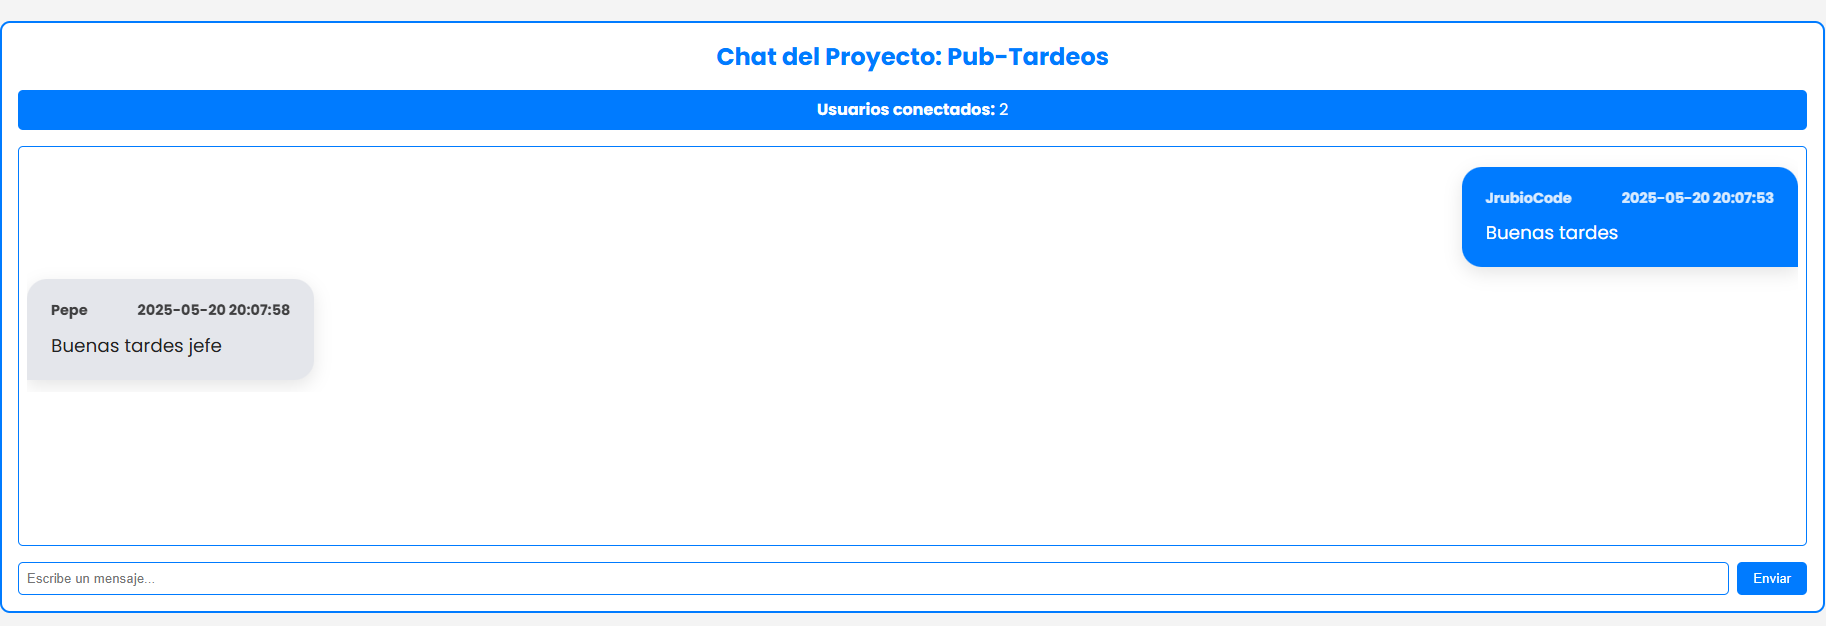 Chat del Proyecto: Pub-Tardeos
Usuarios conectados: 2
JrubioCode 2025-05-20 20:07:53
Buenas tardes
Pepe 2025-05-20 20:07:58
Buenas tardes jefe
Escribe un mensaje... Enviar